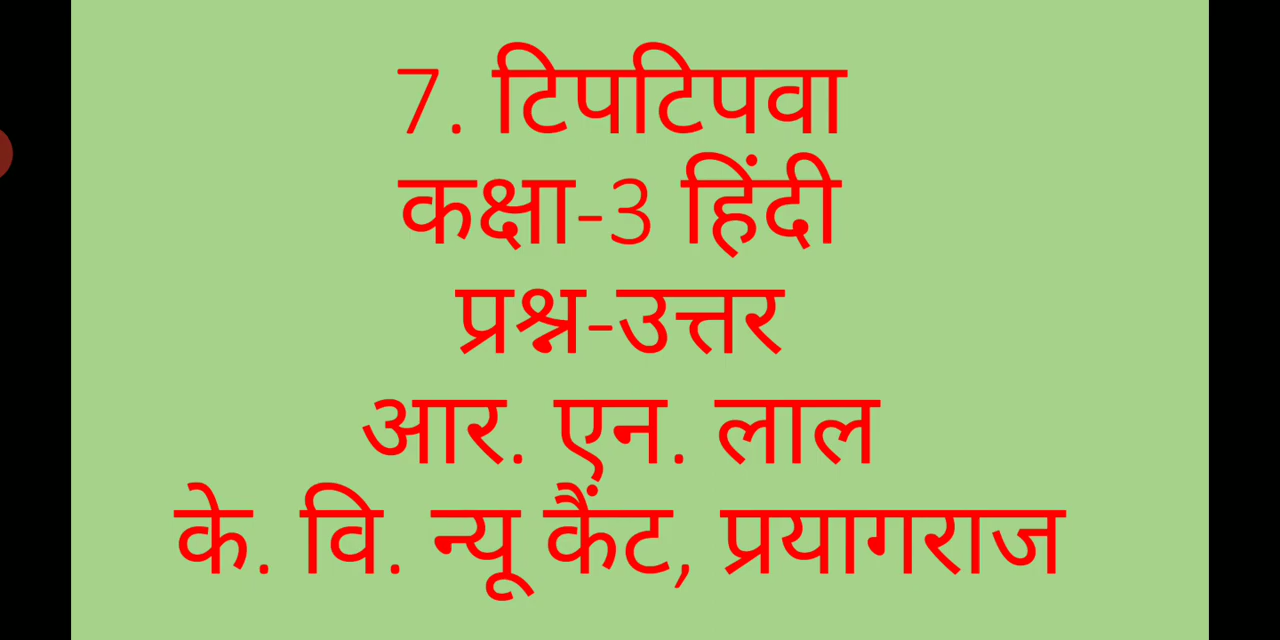 7. टिपटिपवा
कक्षा-3 हिंदी
प्रश्न-उत्तर
आर. एन. लाल
के. वि. न्यू कैंट, प्रयागराज